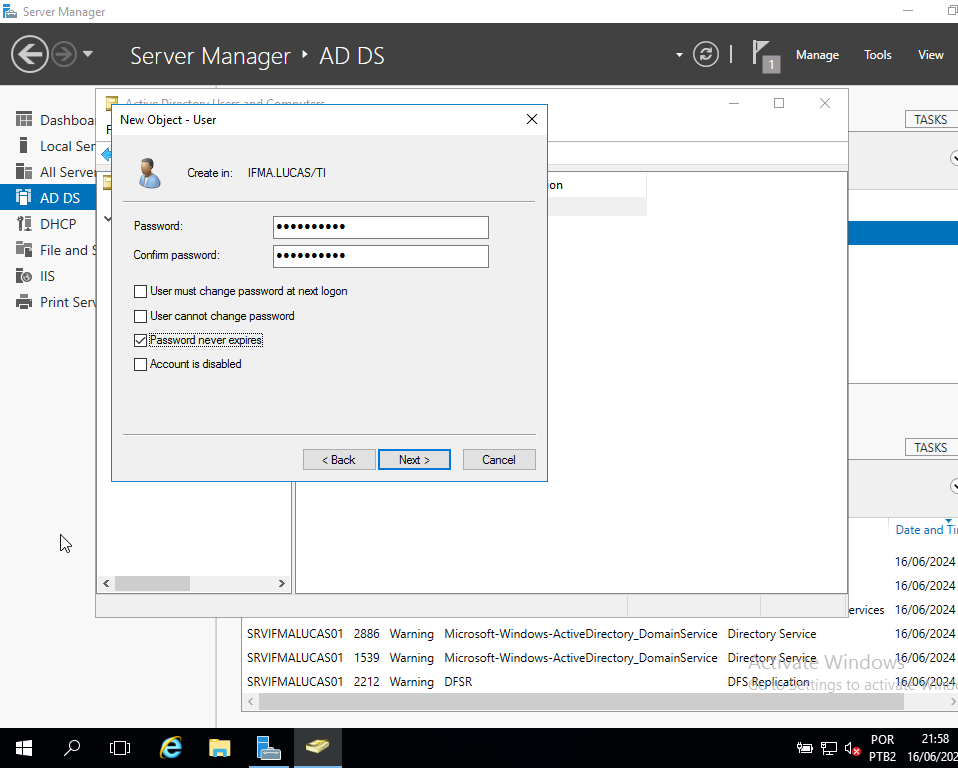 Server Manager
Server Manager ‣ AD DS
1
Manage
Tools
View
Active Directory Users and Computers
New Object - User
Create in: IFMA.LUCAS/TI
Password: ●●●●●●●●●●
Confirm password: ●●●●●●●●●●
User must change password at next logon
User cannot change password
Password never expires
Account is disabled
< Back
Next >
Cancel
Dashboa
Local Ser
All Server
AD DS
DHCP
File and S
IIS
Print Serv
ion
TASKS
TASKS
Date and Ti
16/06/2024
16/06/2024
ervices 16/06/2024
SRVIFMALUCAS01 2886 Warning Microsoft-Windows-ActiveDirectory_DomainService Directory Service 16/06/2024
SRVIFMALUCAS01 1539 Warning Microsoft-Windows-ActiveDirectory_DomainService Directory Service 16/06/2024
SRVIFMALUCAS01 2212 Warning DFSR DFS Replication 16/06/2024
Activate Windows
Go to Settings to activate Windo
POR
PTB2
21:58
16/06/202